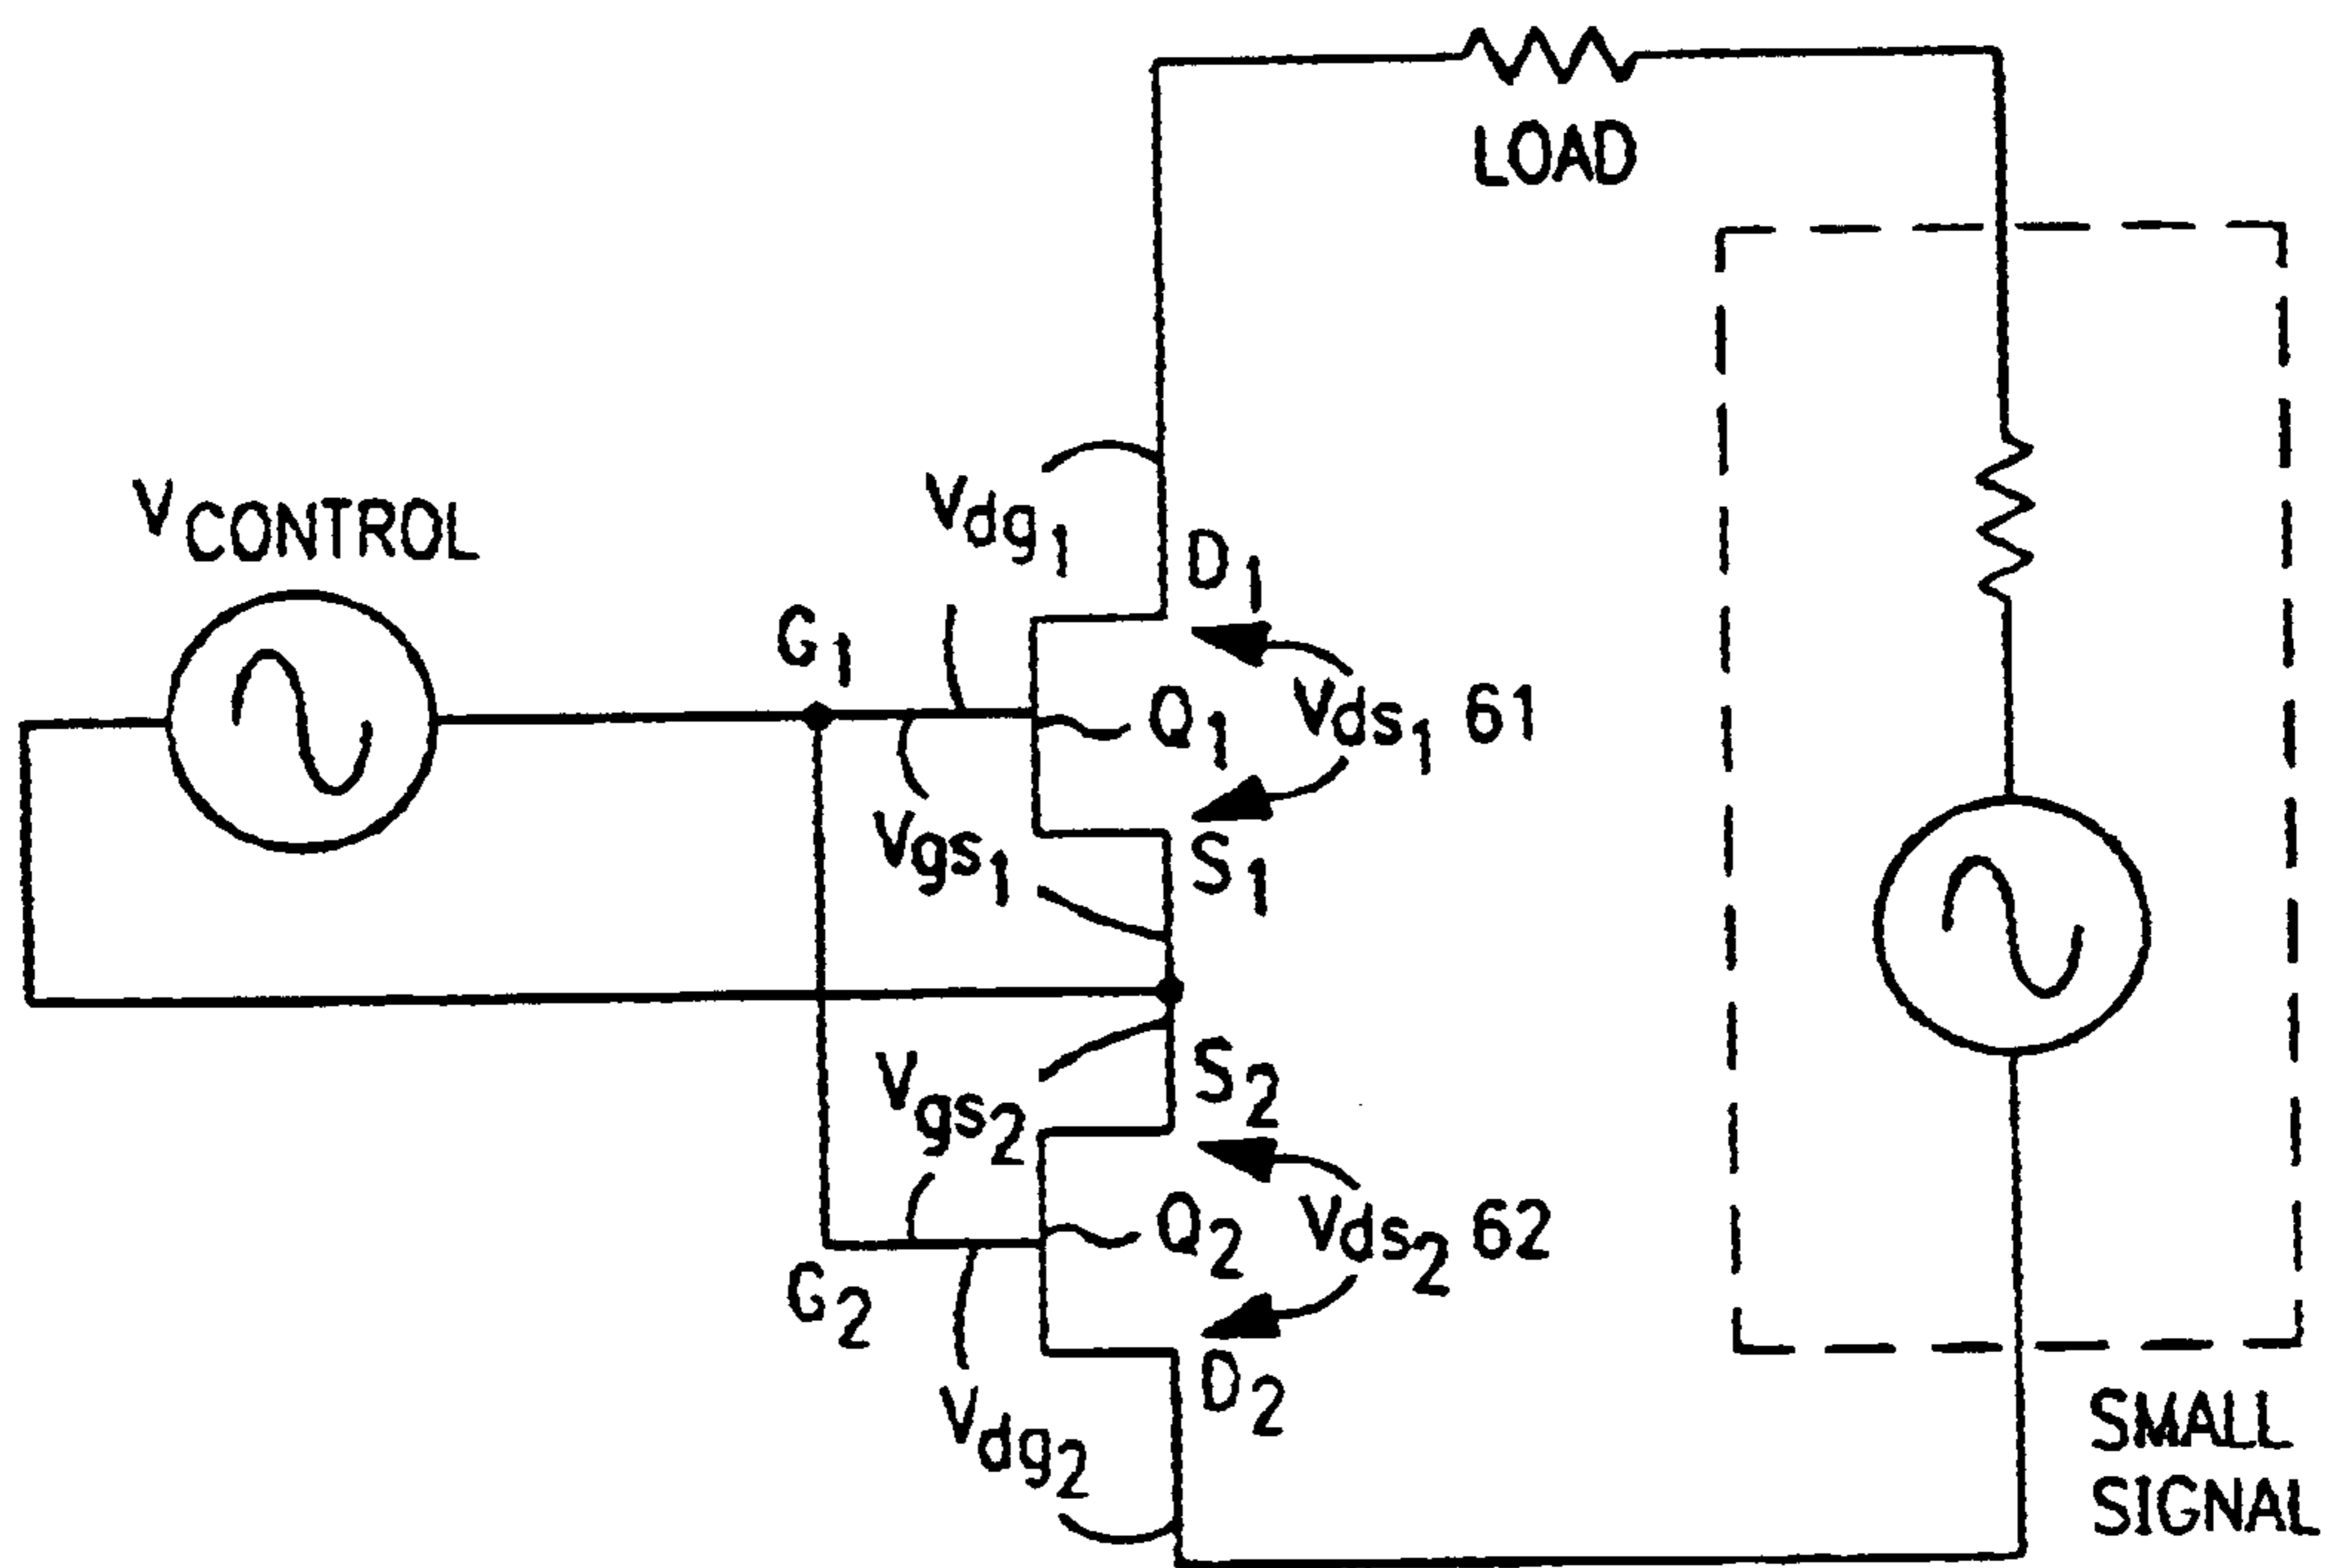 LOAD
VCONTROL
Vdg1
D1
G1
Q1
Vds1 61
Vgs1
S1
Vgs2
S2
Q2
Vds2 62
G2
D2
Vdg2
SMALL
SIGNAL